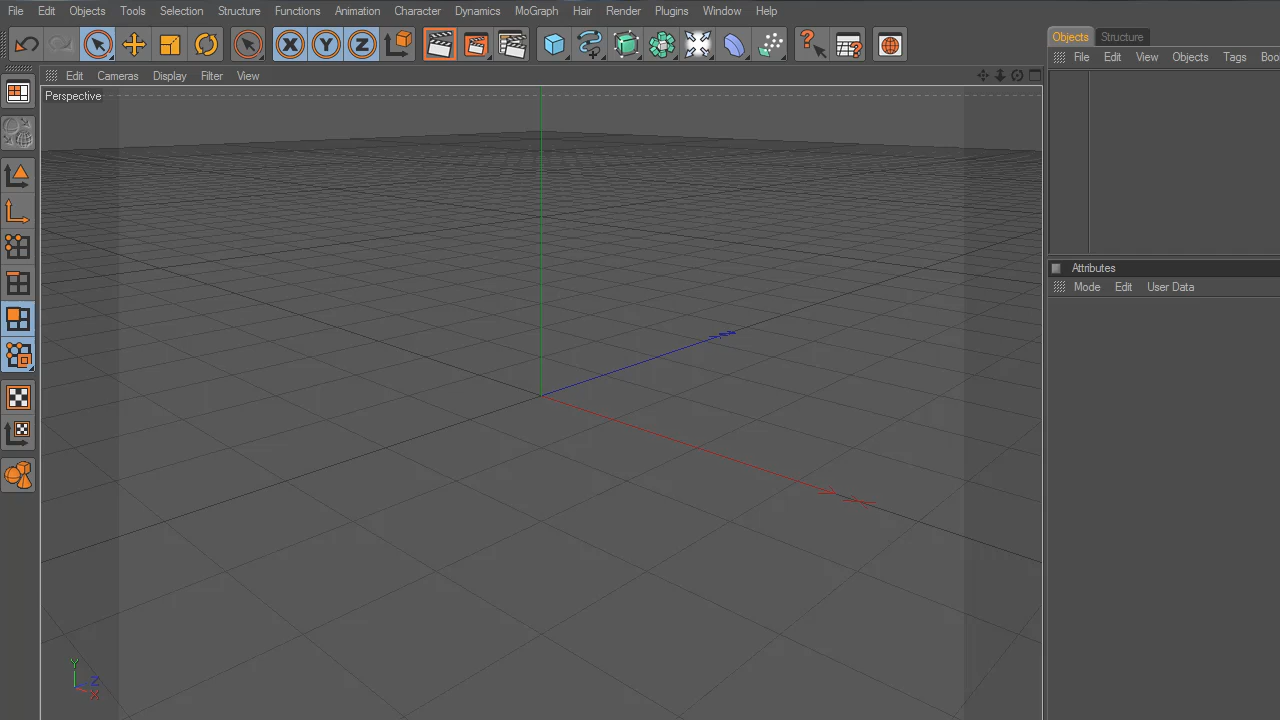 File Edit Objects Tools Selection Structure Functions Animation Character Dynamics MoGraph Hair Render Plugins Window Help
X Y Z
Objects Structure
File Edit View Objects Tags Boo
Edit Cameras Display Filter View
Perspective
Attributes
Mode Edit User Data
Y
Z
X